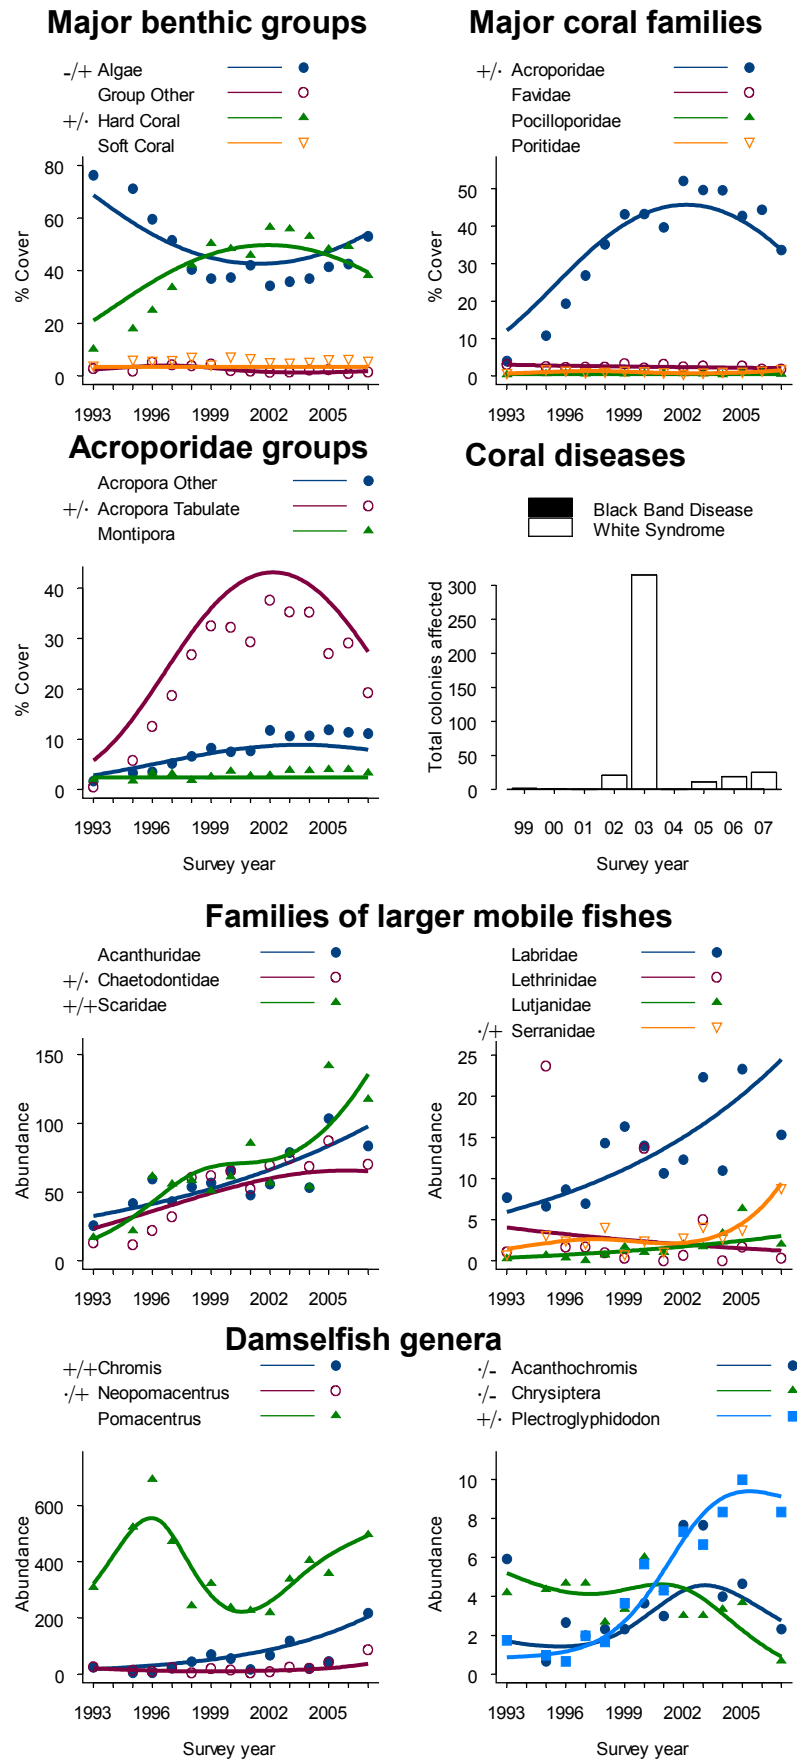 Major benthic groups
-/+ Algae
Group Other
+/· Hard Coral
Soft Coral
80
60
40
20
0
% Cover
1993 1996 1999 2002 2005
Major coral families
+/· Acroporidae
Favidae
Pocilloporidae
Poritidae
50
40
30
20
10
0
% Cover
1993 1996 1999 2002 2005
Acroporidae groups
Acropora Other
+/· Acropora Tabulate
Montipora
40
30
20
10
0
% Cover
1993 1996 1999 2002 2005
Survey year
Coral diseases
Black Band Disease
White Syndrome
300
250
200
150
100
50
0
Total colonies affected
99 00 01 02 03 04 05 06 07
Survey year
Families of larger mobile fishes
Acanthuridae
+/· Chaetodontidae
+/+ Scaridae
150
100
50
0
Abundance
1993 1996 1999 2002 2005
Labridae
Lethrinidae
Lutjanidae
·/+ Serranidae
25
20
15
10
5
0
Abundance
1993 1996 1999 2002 2005
Damselfish genera
+/+ Chromis
·/+ Neopomacentrus
Pomacentrus
600
400
200
0
Abundance
1993 1996 1999 2002 2005
Survey year
·/- Acanthochromis
·/- Chrysiptera
+/· Plectroglyphidodon
10
8
6
4
2
0
Abundance
1993 1996 1999 2002 2005
Survey year